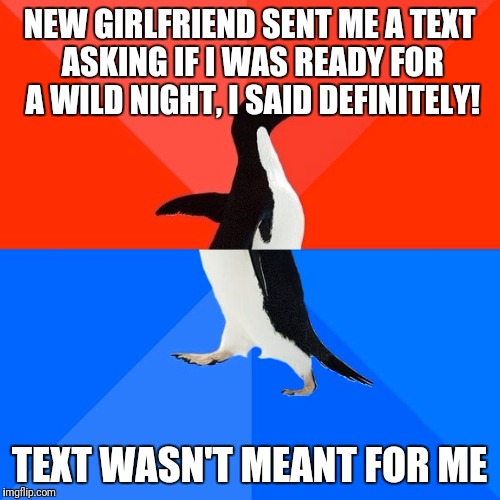 NEW GIRLFRIEND SENT ME A TEXT
ASKING IF I WAS READY FOR
A WILD NIGHT, I SAID DEFINITELY!
TEXT WASN'T MEANT FOR ME
imgflip.com